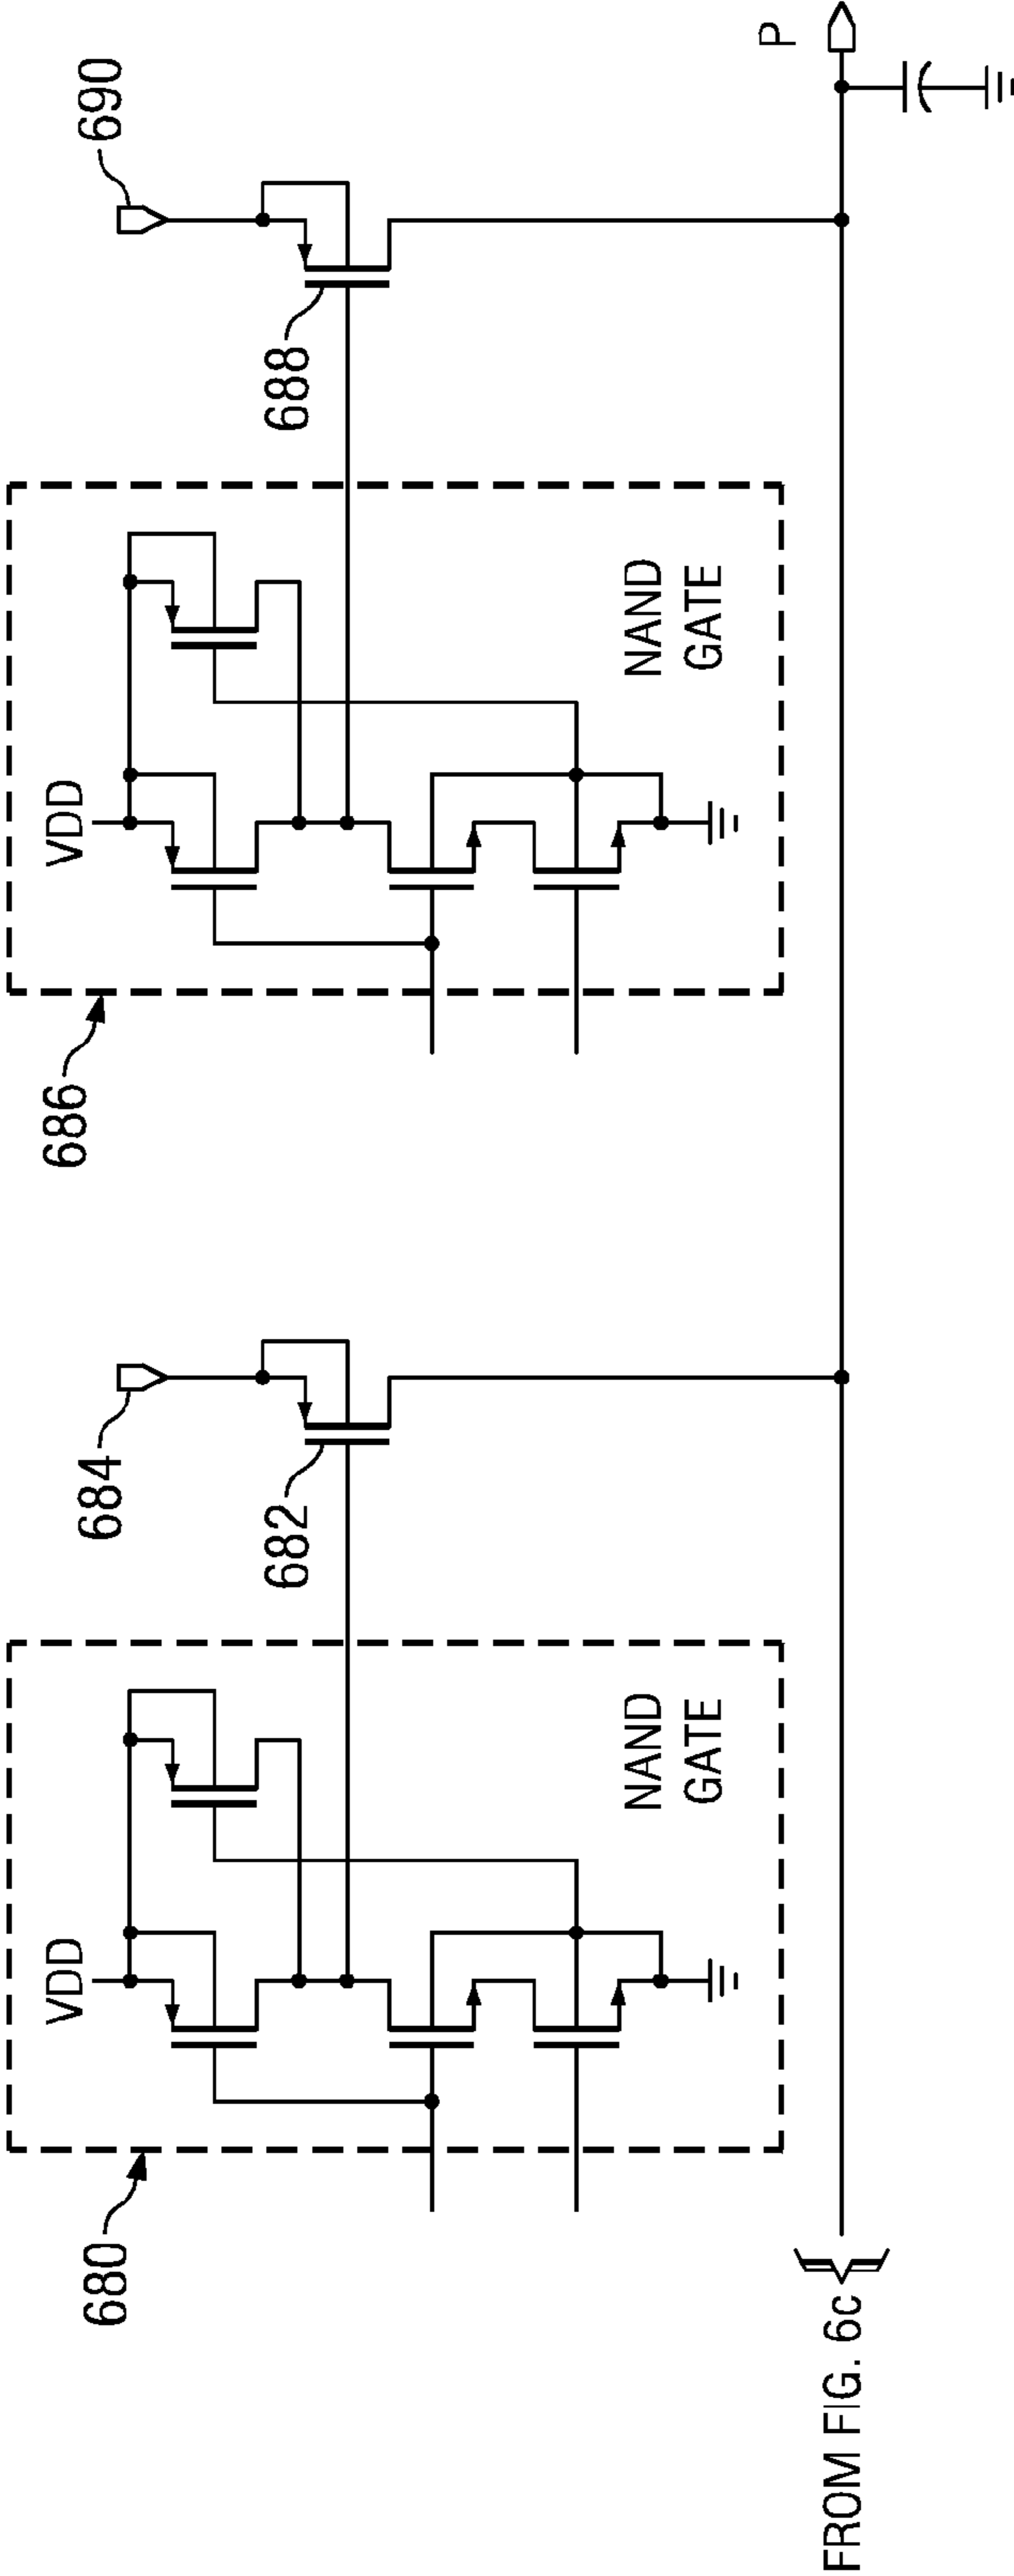 680
VDD
NAND
GATE
682
684
686
VDD
NAND
GATE
688
690
P
FROM FIG. 6c